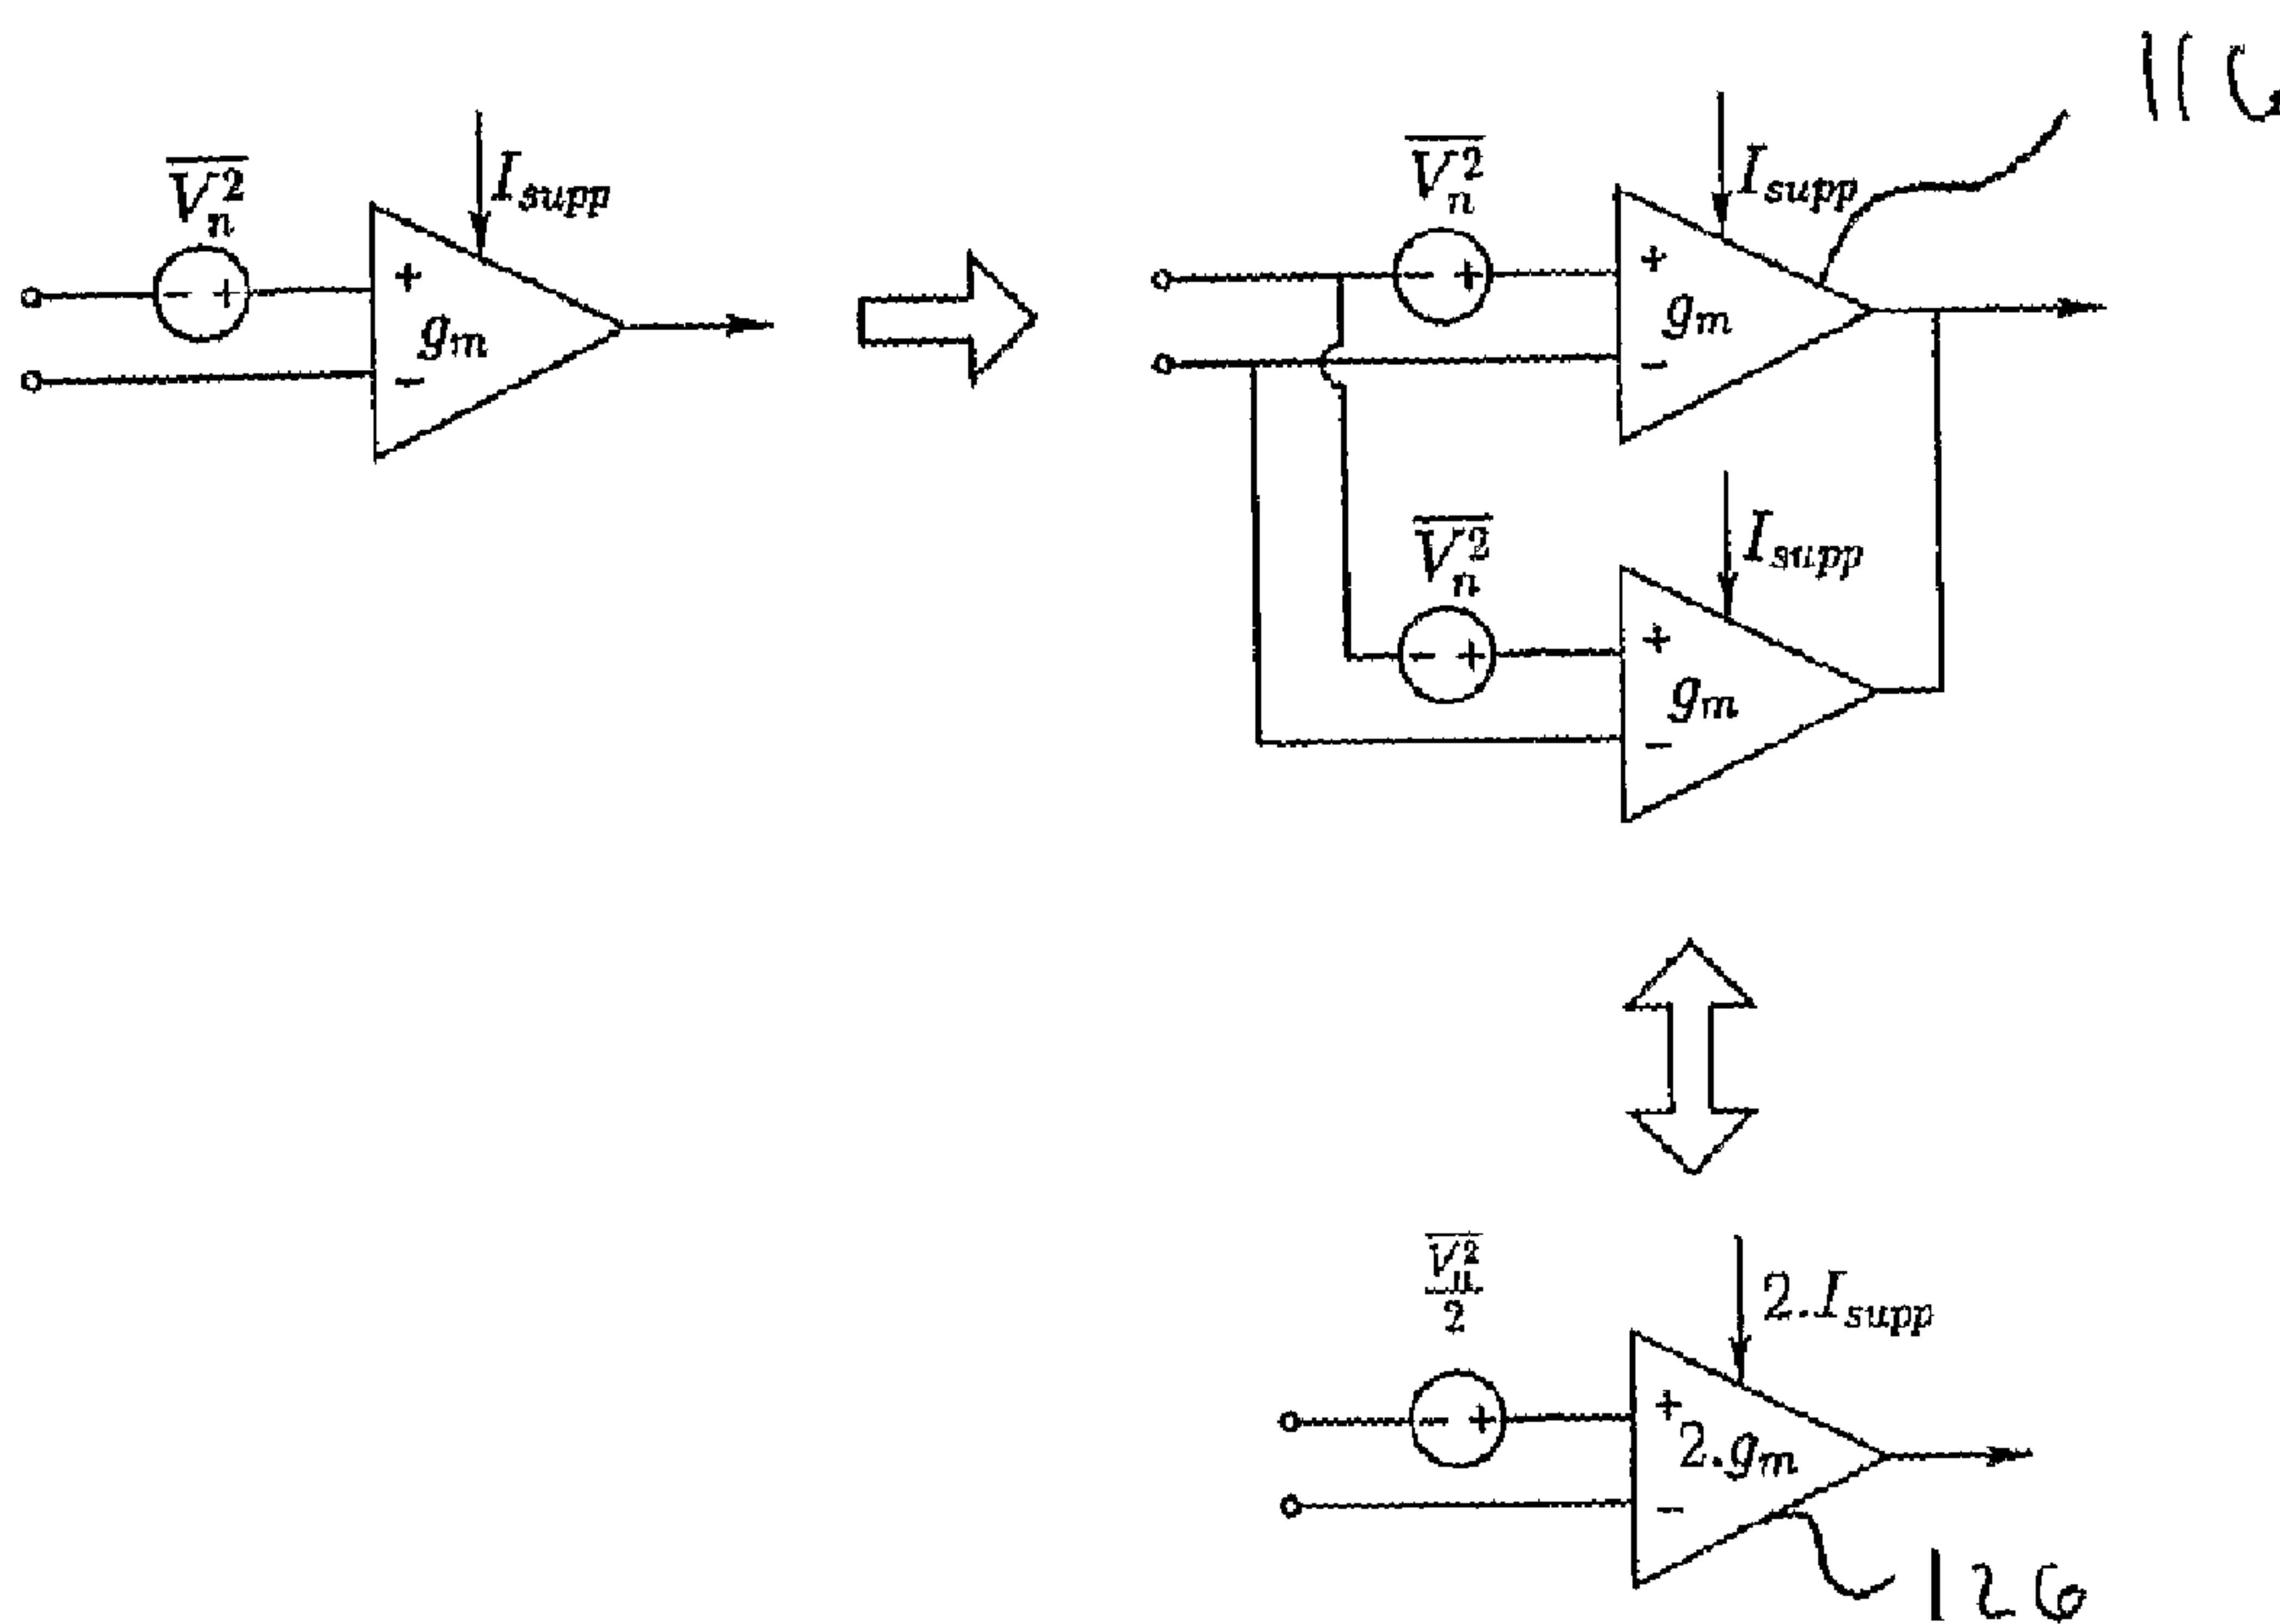 116
V_n^2
I_supp
+
- +
g_m
-
V_n^2
I_supp
+
- +
g_m
-
V_n^2
I_supp
+
- +
g_m
-
V_n^2
2
2.I_supp
+
- +
2.g_m
-
126